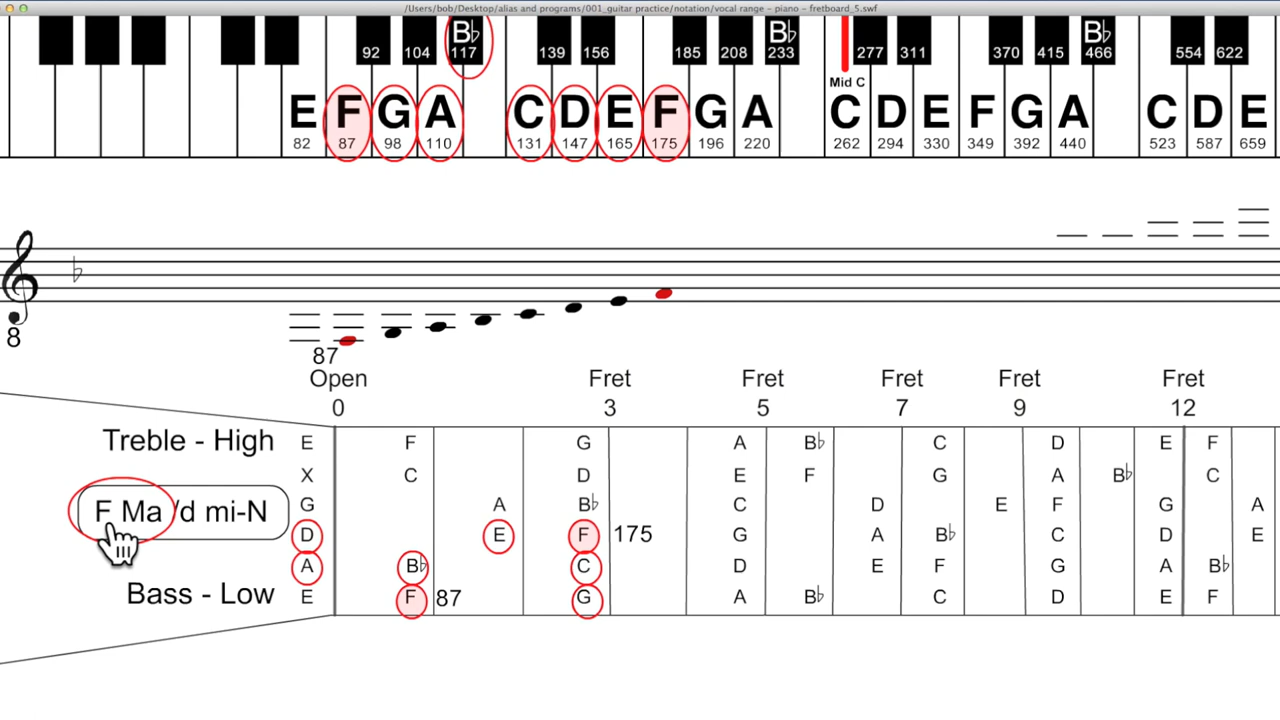 /Users/bob/Desktop/alias and programs/001_guitar practice/notation/vocal range - piano - fretboard_5.swf
B♭ B♭ B♭
92 104 117 139 156 185 208 233 277 311 370 415 466 554 622
Mid C
E F G A C D E F G A C D E F G A C D E
82 87 98 110 131 147 165 175 196 220 262 294 330 349 392 440 523 587 659
♭
8
87
Open Fret Fret Fret Fret Fret
0 3 5 7 9 12
Treble - High E F G A B♭ C D E F
X C D E F G A B♭ C
F Ma /d mi-N G A B♭ C D E F G A
D E F 175 G A B♭ C D E
A B♭ C D E F G A B♭
Bass - Low E F 87 G A B♭ C D E F